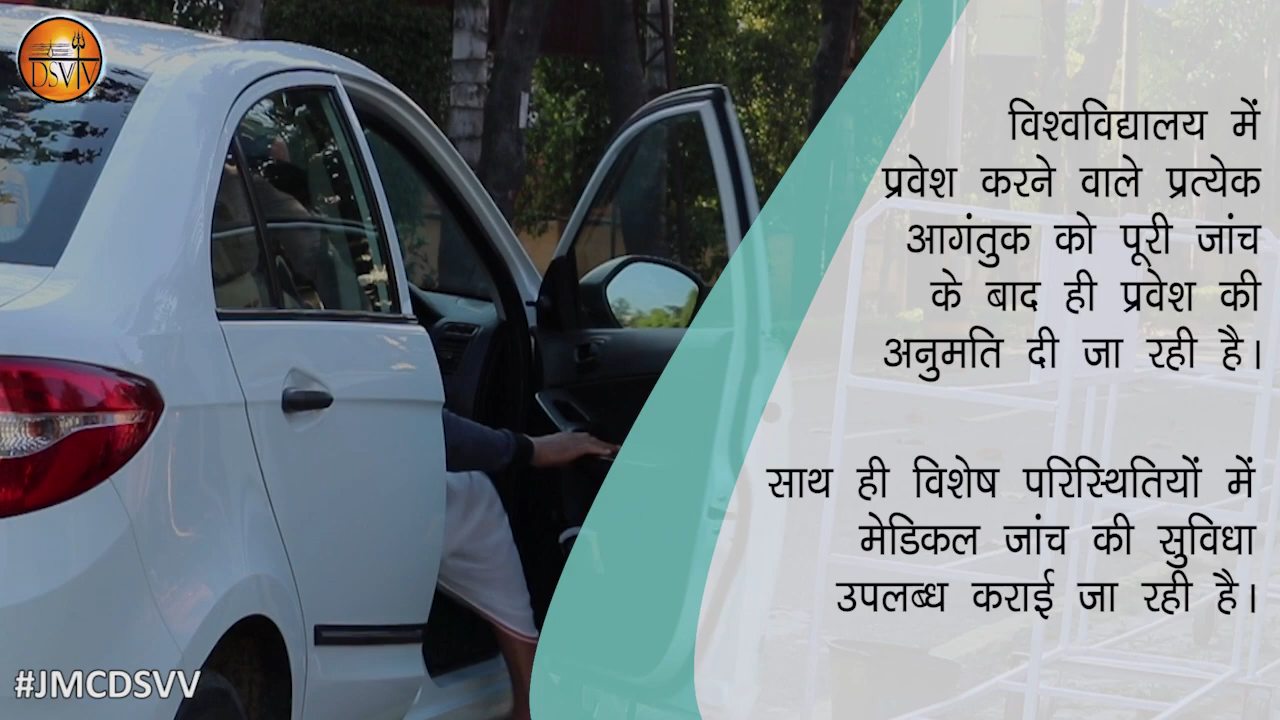 DSVV
विश्वविद्यालय में
प्रवेश करने वाले प्रत्येक
आगंतुक को पूरी जांच
के बाद ही प्रवेश की
अनुमति दी जा रही है।
साथ ही विशेष परिस्थितियों में
मेडिकल जांच की सुविधा
उपलब्ध कराई जा रही है।
#JMCDSVV